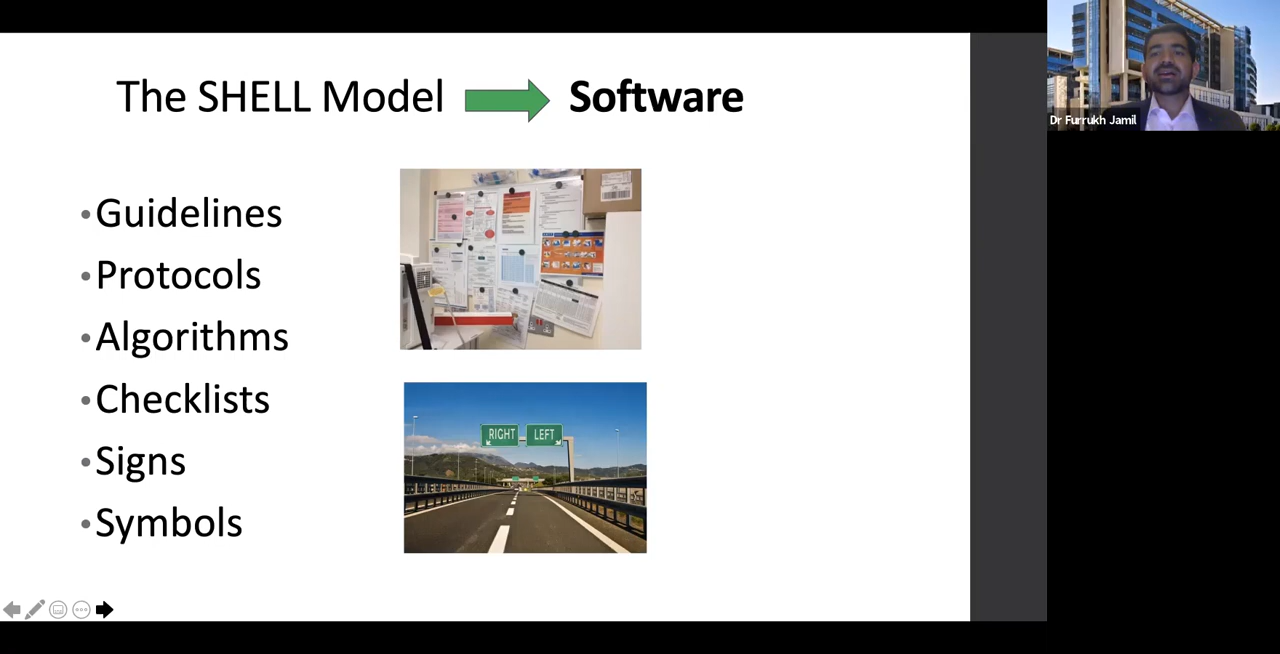 The SHELL Model Software
Guidelines
Protocols
Algorithms
Checklists
Signs
Symbols
RIGHT LEFT
Dr Furrukh Jamil